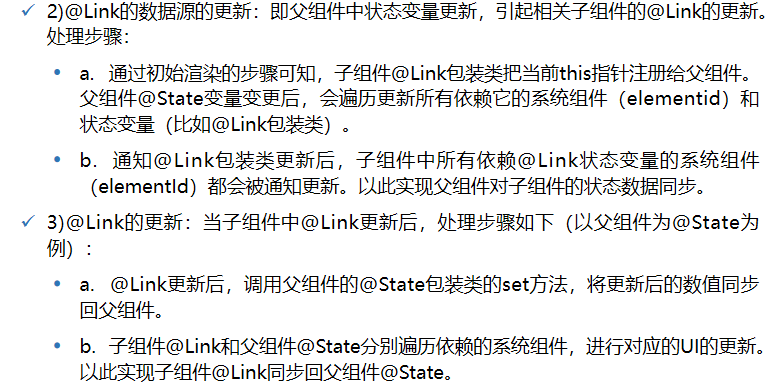 ✓ 2)@Link的数据源的更新：即父组件中状态变量更新，引起相关子组件的@Link的更新。
处理步骤：
• a. 通过初始渲染的步骤可知，子组件@Link包装类把当前this指针注册给父组件。
父组件@State变量变更后，会遍历更新所有依赖它的系统组件（elementid）和
状态变量（比如@Link包装类）。
• b. 通知@Link包装类更新后，子组件中所有依赖@Link状态变量的系统组件
（elementId）都会被通知更新。以此实现父组件对子组件的状态数据同步。
✓ 3)@Link的更新：当子组件中@Link更新后，处理步骤如下（以父组件为@State为
例）：
• a. @Link更新后，调用父组件的@State包装类的set方法，将更新后的数值同步
回父组件。
• b. 子组件@Link和父组件@State分别遍历依赖的系统组件，进行对应的UI的更新。
以此实现子组件@Link同步回父组件@State。